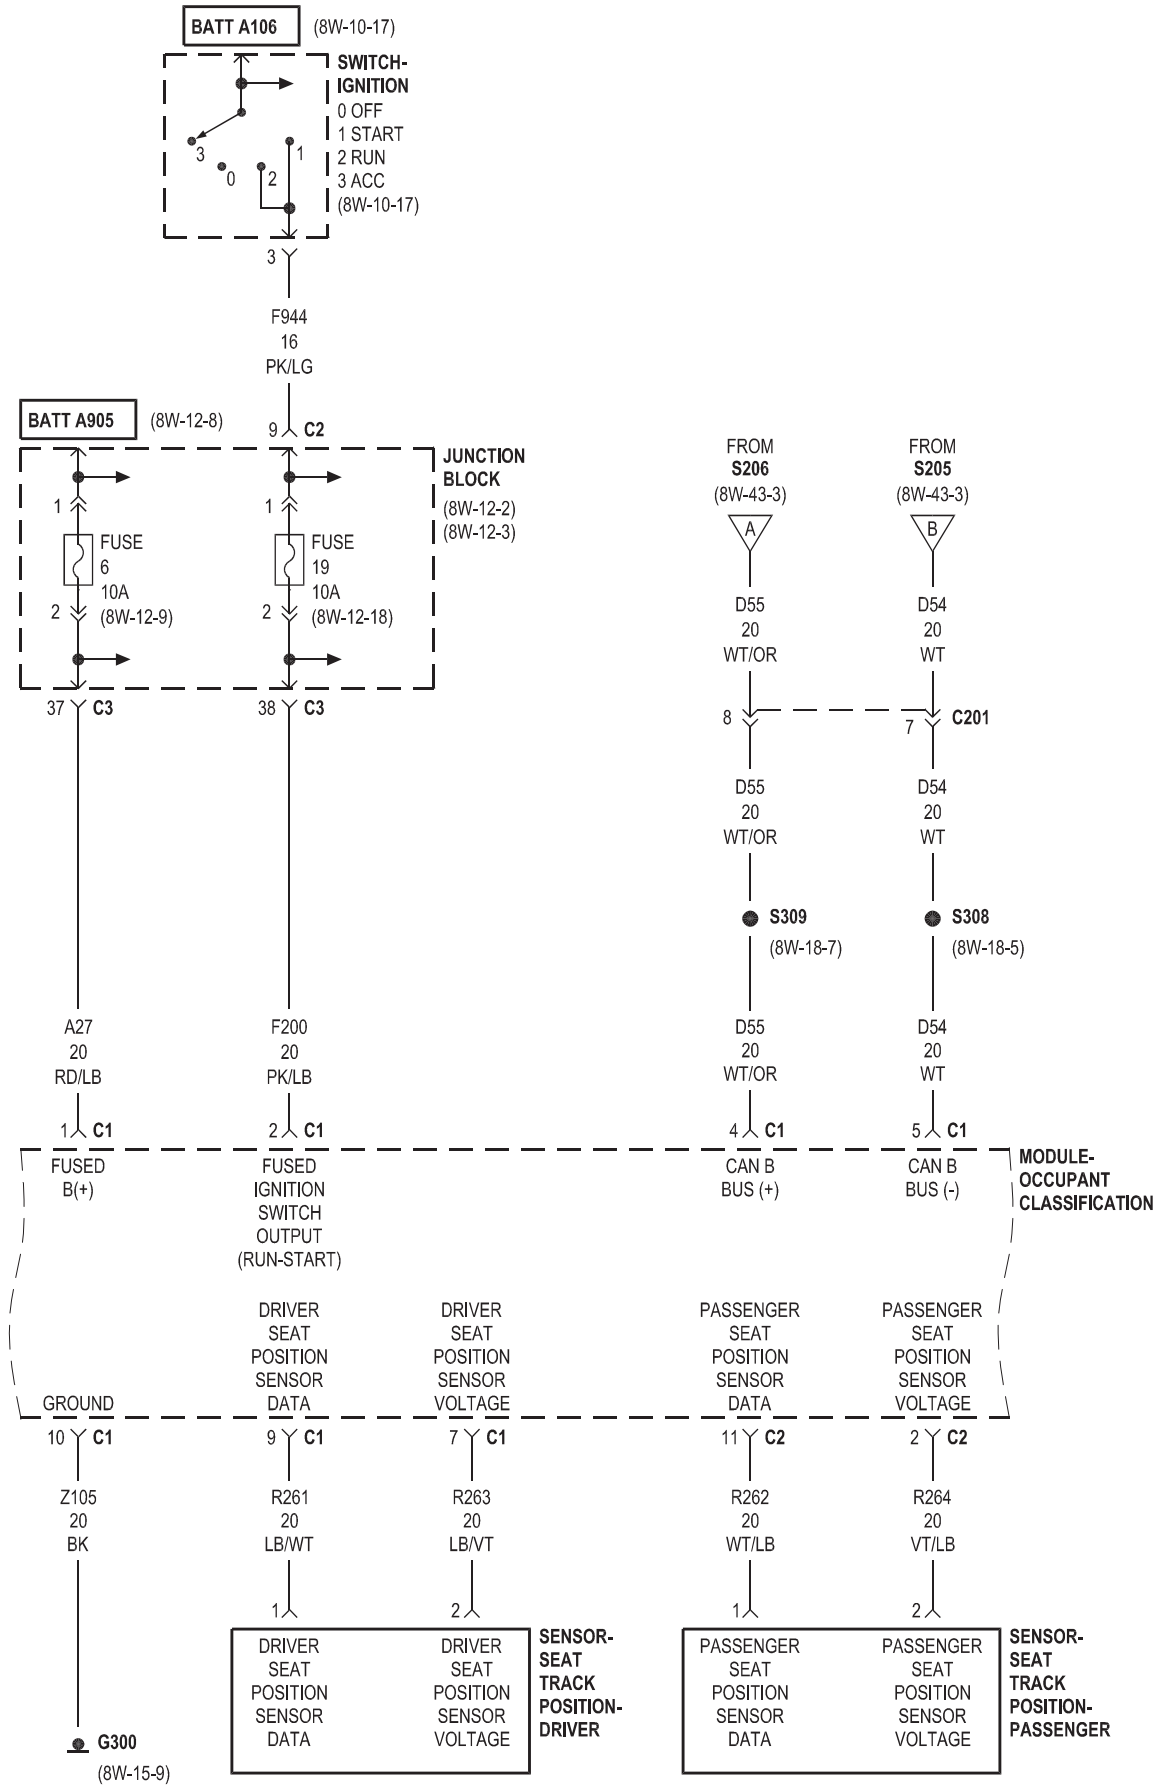 BATT A106 (8W-10-17)
SWITCH-
IGNITION
0 OFF
1 START
2 RUN
3 ACC
(8W-10-17)
3
0
2
1
3
F944
16
PK/LG
BATT A905 (8W-12-8)
9 C2
JUNCTION
BLOCK
(8W-12-2)
(8W-12-3)
1
FUSE
6
10A
(8W-12-9)
2
1
FUSE
19
10A
(8W-12-18)
2
37 C3
38 C3
FROM
S206
(8W-43-3)
A
FROM
S205
(8W-43-3)
B
D55
20
WT/OR
D54
20
WT
8
7
C201
D55
20
WT/OR
D54
20
WT
S309
(8W-18-7)
S308
(8W-18-5)
A27
20
RD/LB
F200
20
PK/LB
D55
20
WT/OR
D54
20
WT
1 C1
2 C1
4 C1
5 C1
MODULE-
OCCUPANT
CLASSIFICATION
FUSED
B(+)
FUSED
IGNITION
SWITCH
OUTPUT
(RUN-START)
CAN B
BUS (+)
CAN B
BUS (-)
GROUND
DRIVER
SEAT
POSITION
SENSOR
DATA
DRIVER
SEAT
POSITION
SENSOR
VOLTAGE
PASSENGER
SEAT
POSITION
SENSOR
DATA
PASSENGER
SEAT
POSITION
SENSOR
VOLTAGE
10 C1
9 C1
7 C1
11 C2
2 C2
Z105
20
BK
R261
20
LB/WT
R263
20
LB/VT
R262
20
WT/LB
R264
20
VT/LB
1
2
1
2
DRIVER
SEAT
POSITION
SENSOR
DATA
DRIVER
SEAT
POSITION
SENSOR
VOLTAGE
SENSOR-
SEAT
TRACK
POSITION-
DRIVER
PASSENGER
SEAT
POSITION
SENSOR
DATA
PASSENGER
SEAT
POSITION
SENSOR
VOLTAGE
SENSOR-
SEAT
TRACK
POSITION-
PASSENGER
G300
(8W-15-9)